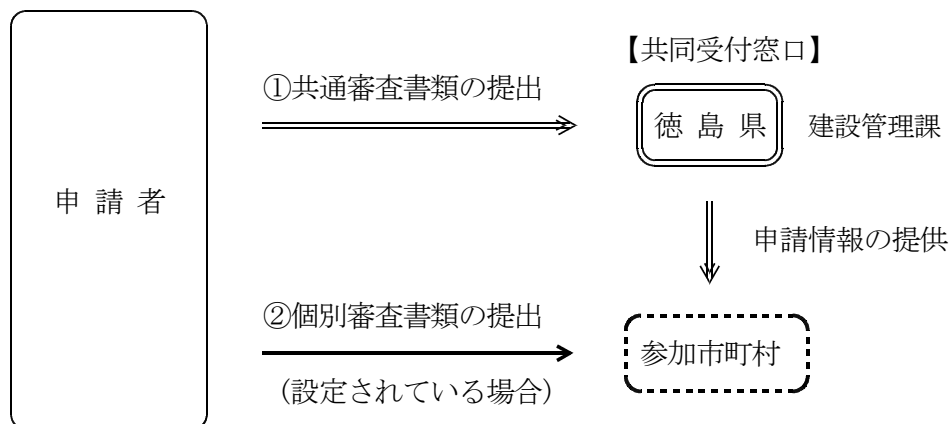 【共同受付窓口】
①共通審査書類の提出
徳 島 県
建設管理課
申 請 者
申請情報の提供
②個別審査書類の提出
参加市町村
(設定されている場合)